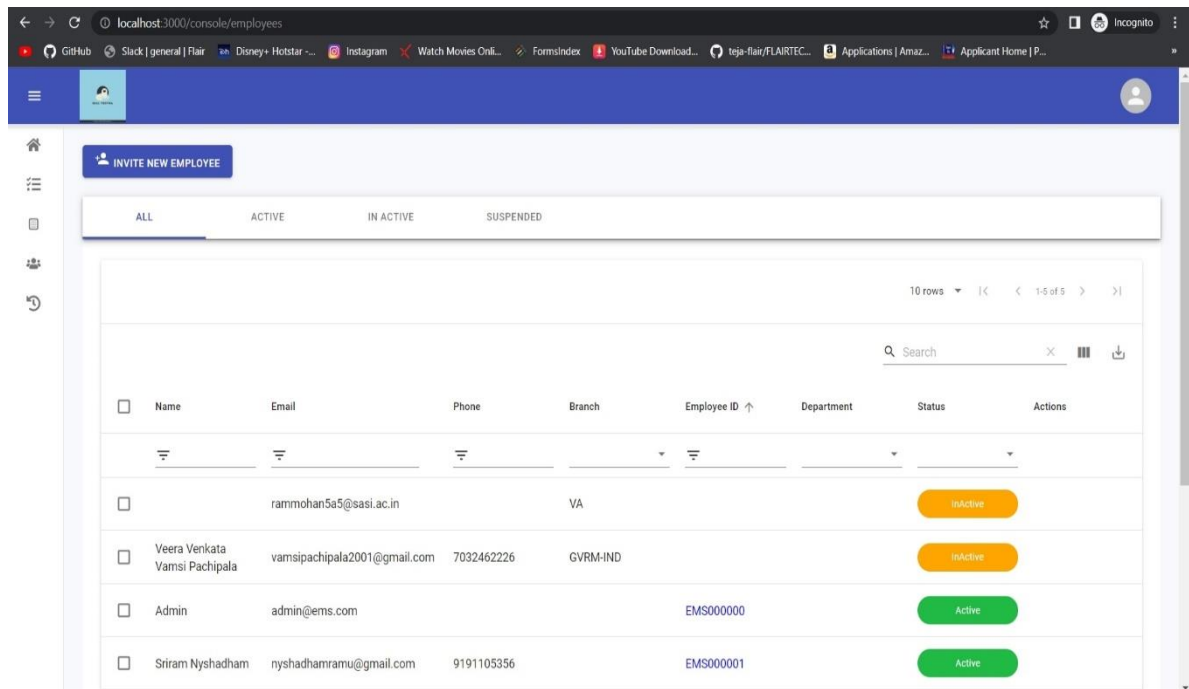 localhost:3000/console/employees
Incognito
GitHub
Slack | general | Flair
Disney+ Hotstar -...
Instagram
Watch Movies Onli...
FormsIndex
YouTube Download...
teja-flair/FLAIRTEC...
Applications | Amaz...
Applicant Home | P...
»
INVITE NEW EMPLOYEE
ALL
ACTIVE
IN ACTIVE
SUSPENDED
10 rows
1-5 of 5
Search
Name
Email
Phone
Branch
Employee ID
Department
Status
Actions
rammohan5a5@sasi.ac.in
VA
InActive
Veera Venkata
Vamsi Pachipala
vamsipachipala2001@gmail.com
7032462226
GVRM-IND
InActive
Admin
admin@ems.com
EMS000000
Active
Sriram Nyshadham
nyshadhamramu@gmail.com
9191105356
EMS000001
Active